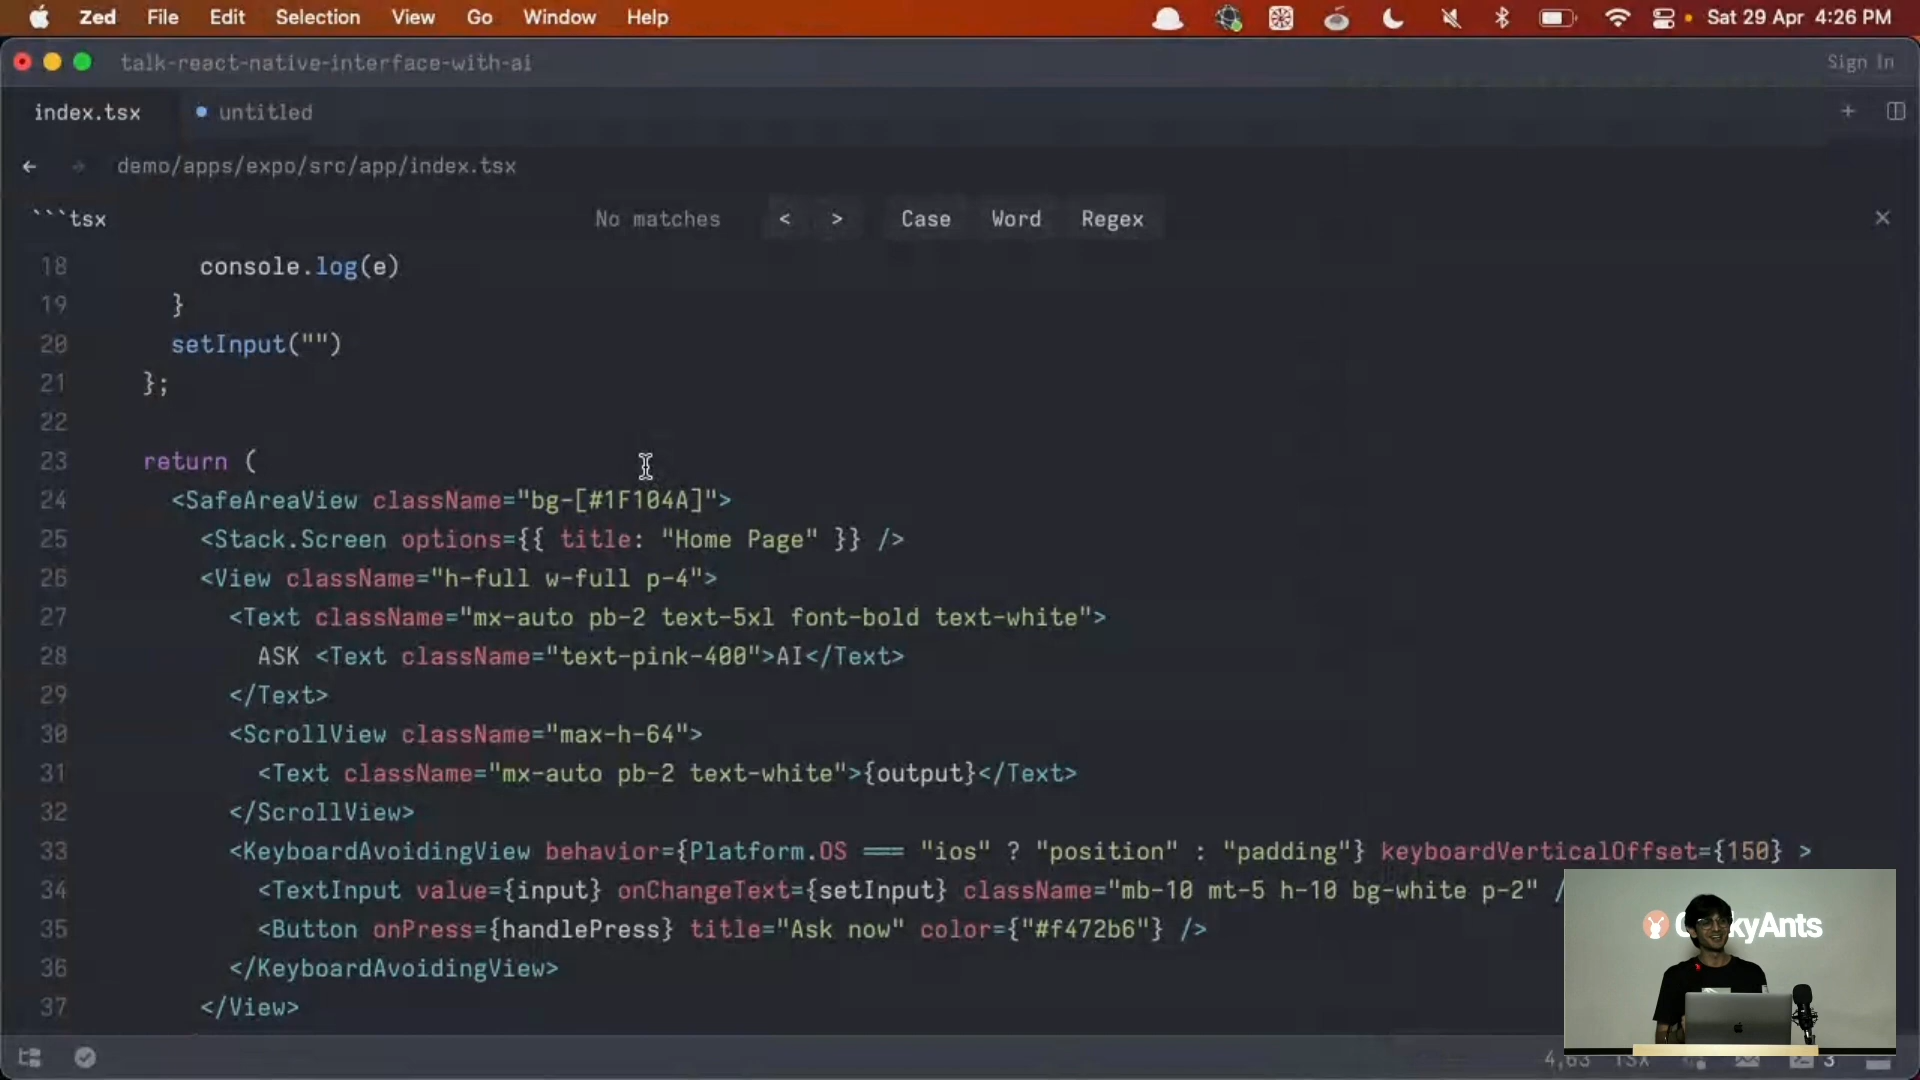 Zed File Edit Selection View Go Window Help Sat 29 Apr 4:26 PM
talk-react-native-interface-with-ai Sign In
index.tsx untitled
demo/apps/expo/src/app/index.tsx
```tsx No matches < > Case Word Regex
18 console.log(e)
19 }
20 setInput("")
21 };
22
23 return (
24 <SafeAreaView className="bg-[#1F104A]">
25 <Stack.Screen options={{ title: "Home Page" }} />
26 <View className="h-full w-full p-4">
27 <Text className="mx-auto pb-2 text-5xl font-bold text-white">
28 ASK <Text className="text-pink-400">AI</Text>
29 </Text>
30 <ScrollView className="max-h-64">
31 <Text className="mx-auto pb-2 text-white">{output}</Text>
32 </ScrollView>
33 <KeyboardAvoidingView behavior={Platform.OS === "ios" ? "position" : "padding"} keyboardVerticalOffset={150} >
34 <TextInput value={input} onChangeText={setInput} className="mb-10 mt-5 h-10 bg-white p-2" /
35 <Button onPress={handlePress} title="Ask now" color={"#f472b6"} />
36 </KeyboardAvoidingView>
37 </View>
4,63 TSX 3